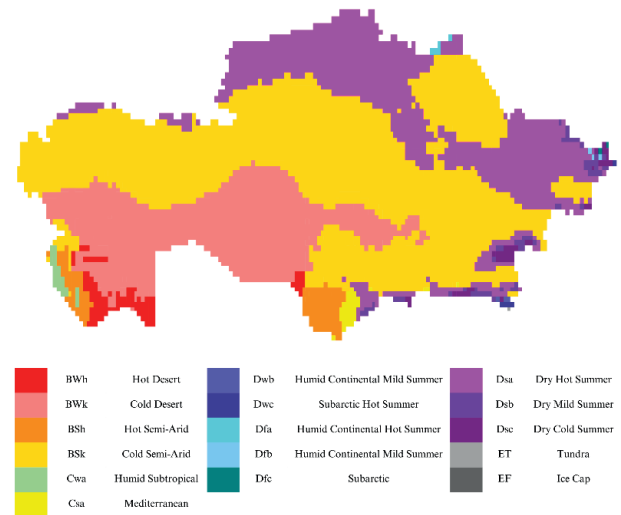 BWh Hot Desert Dwb Humid Continental Mild Summer Dsa Dry Hot Summer
BWk Cold Desert Dwc Subarctic Hot Summer Dsb Dry Mild Summer
BSh Hot Semi-Arid Dfa Humid Continental Hot Summer Dsc Dry Cold Summer
BSk Cold Semi-Arid Dfb Humid Continental Mild Summer ET Tundra
Cwa Humid Subtropical Dfc Subarctic EF Ice Cap
Csa Mediterranean